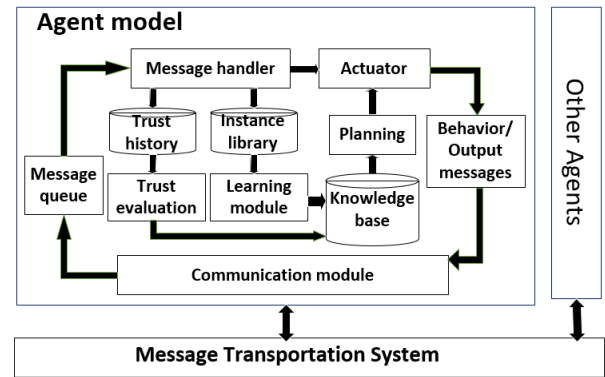 Agent model
Message handler
Actuator
Trust
history
Instance
library
Planning
Behavior/
Output
messages
Message
queue
Trust
evaluation
Learning
module
Knowledge
base
Communication module
Other Agents
Message Transportation System